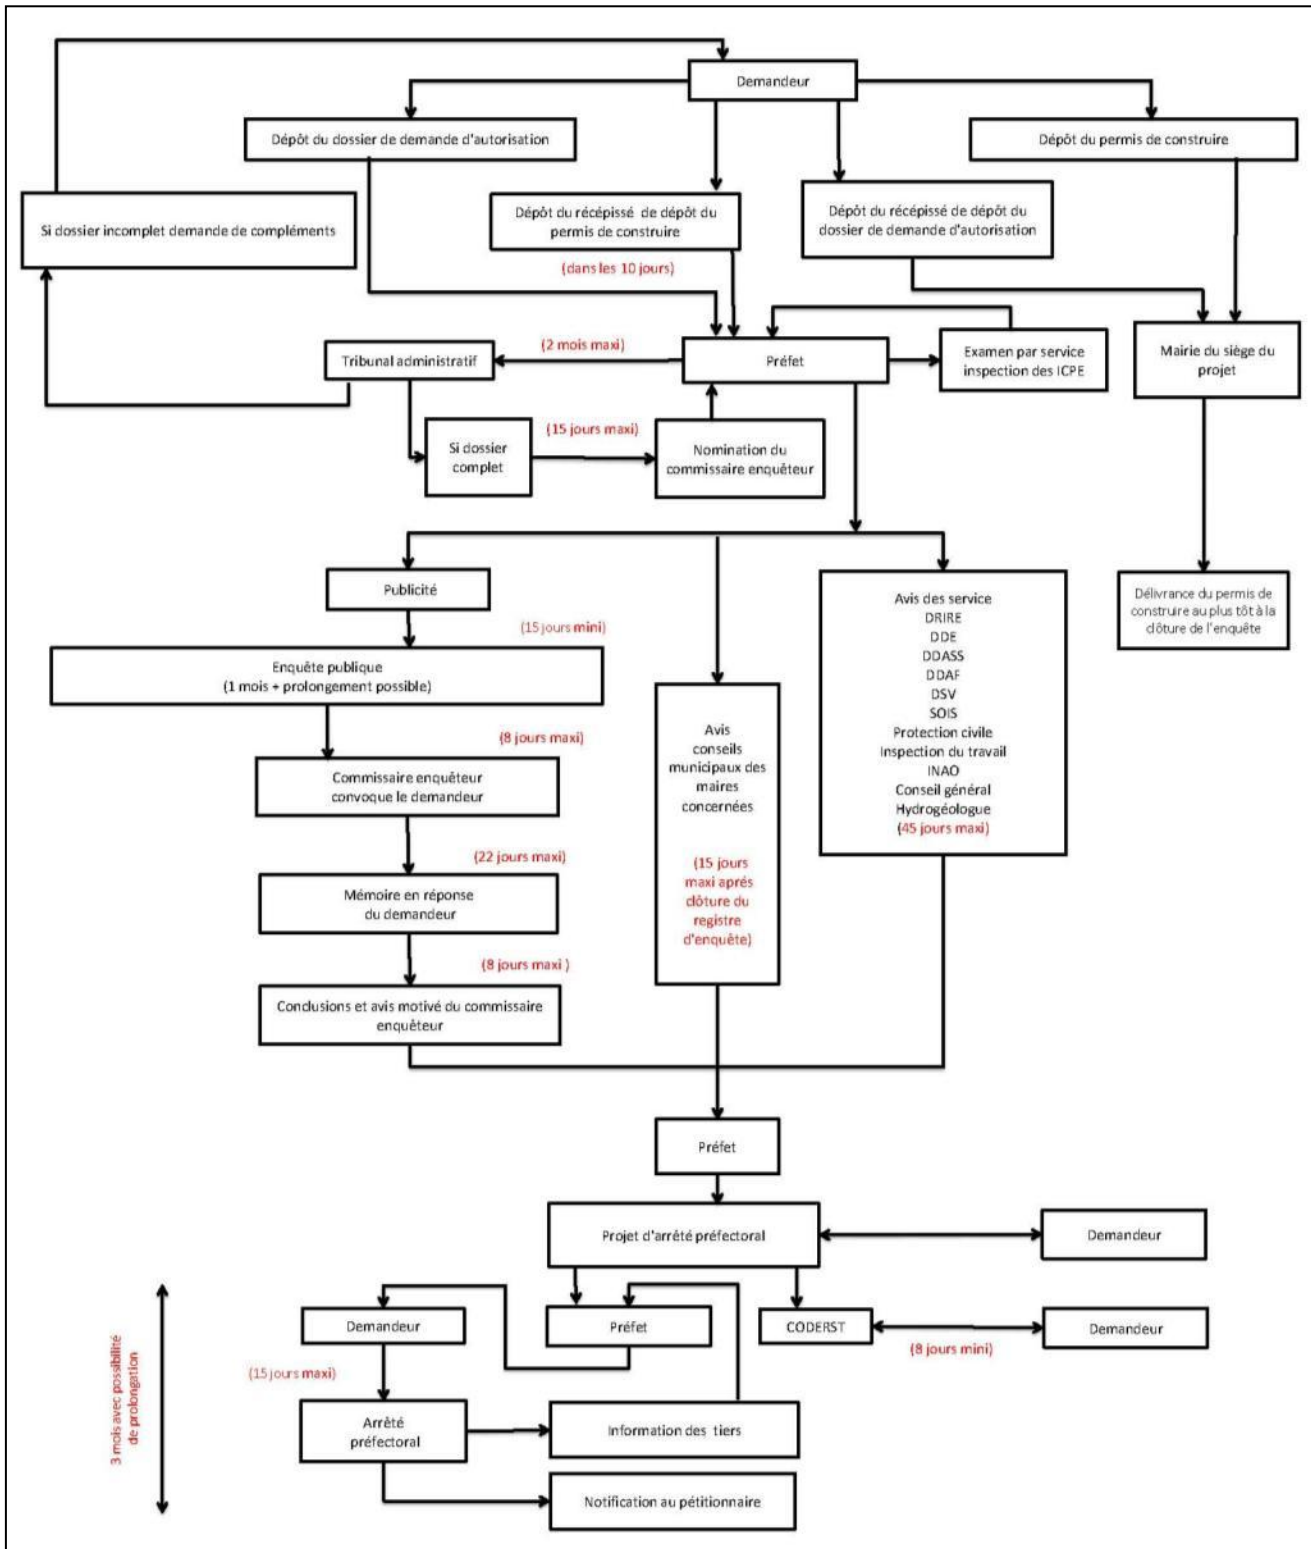 Demandeur
Dépôt du dossier de demande d'autorisation
Dépôt du permis de construire
Si dossier incomplet demande de compléments
Dépôt du récépissé de dépôt du
permis de construire
Dépôt du récépissé de dépôt du
dossier de demande d'autorisation
(dans les 10 jours)
Tribunal administratif
(2 mois maxi)
Préfet
Examen par service
inspection des ICPE
Mairie du siège du
projet
Si dossier
complet
(15 jours maxi)
Nomination du
commissaire enquêteur
Publicité
(15 jours mini)
Enquête publique
(1 mois + prolongement possible)
(8 jours maxi)
Commissaire enquêteur
convoque le demandeur
(22 jours maxi)
Mémoire en réponse
du demandeur
(8 jours maxi )
Conclusions et avis motivé du commissaire
enquêteur
Avis
conseils
municipaux des
maires
concernées
(15 jours
maxi aprés
clôture du
registre
d'enquête)
Avis des service
DRIRE
DDE
DDASS
DDAF
DSV
SOIS
Protection civile
Inspection du travail
INAO
Conseil général
Hydrogéologue
(45 jours maxi)
Délivrance du permis de
construire au plus tôt à la
clôture de l'enquête
Préfet
Projet d'arrêté préfectoral
Demandeur
Demandeur
Préfet
CODERST
(8 jours mini)
Demandeur
(15 jours maxi)
Arrêté
préfectoral
Information des tiers
Notification au pétitionnaire
3 mois avec possibilité
de prolongation